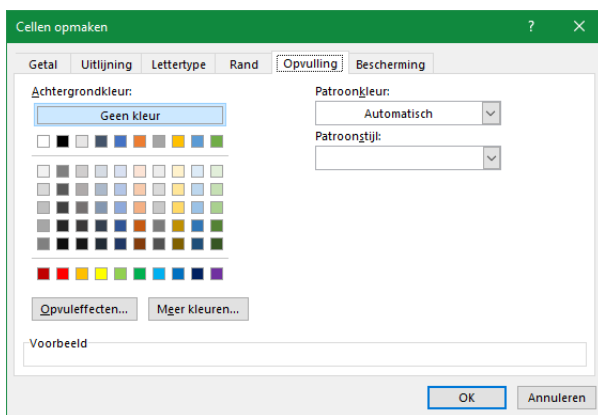 Cellen opmaken ? ×
Getal Uitlijning Lettertype Rand Opvulling Bescherming
Achtergrondkleur:
Geen kleur
Patroonkleur:
Automatisch
Patroonstijl:
Opvuleffecten... Meer kleuren...
Voorbeeld
OK Annuleren